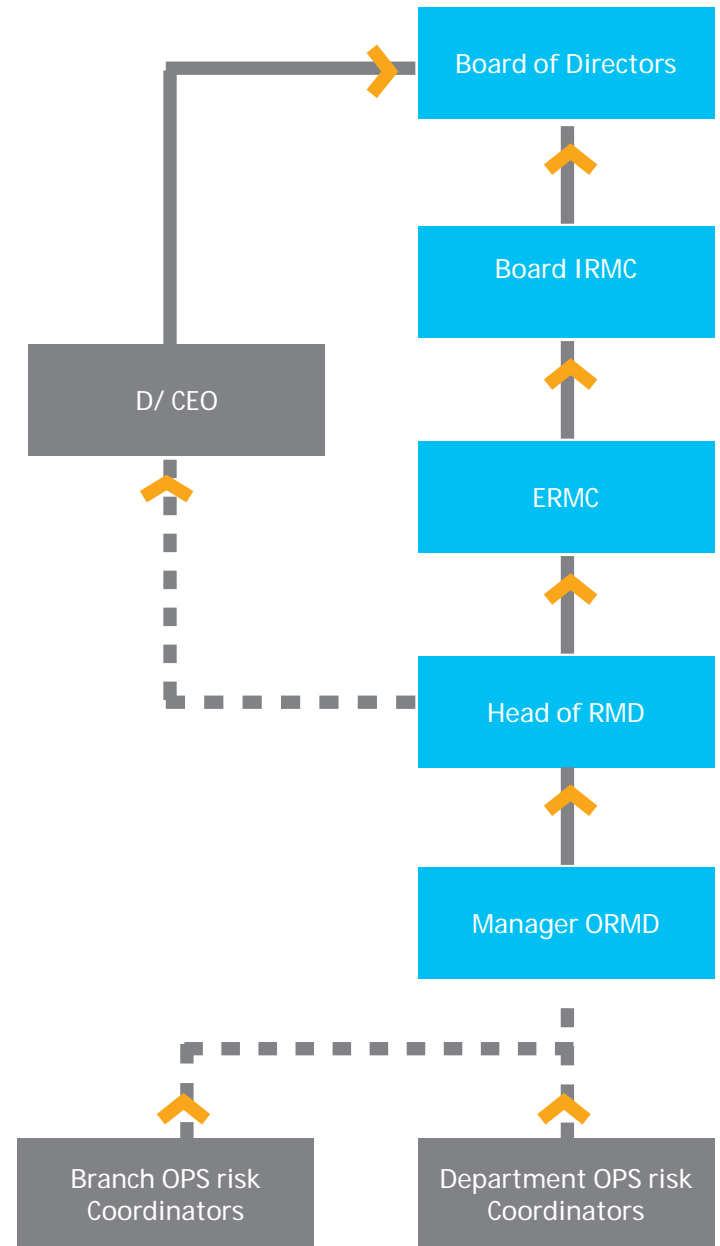 Board of Directors
Board IRMC
D/ CEO
ERMC
Head of RMD
Manager ORMD
Branch OPS risk
Coordinators
Department OPS risk
Coordinators